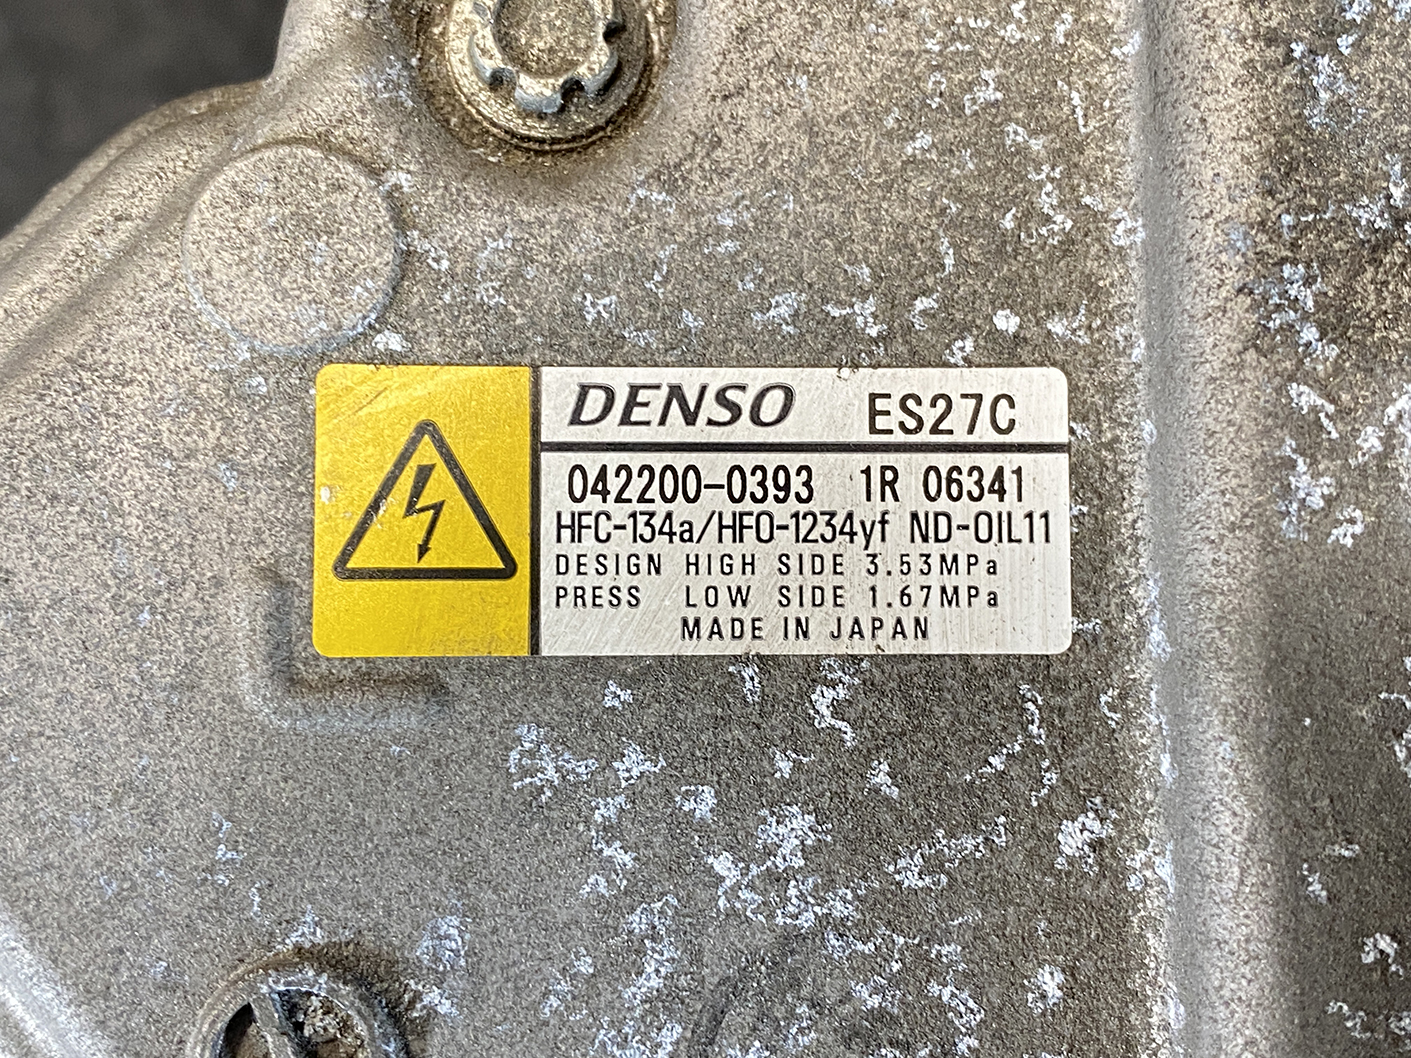 DENSO ES27C
042200-0393 1R 06341
HFC-134a/HFO-1234yf ND-OIL11
DESIGN HIGH SIDE 3.53MPa
PRESS LOW SIDE 1.67MPa
MADE IN JAPAN